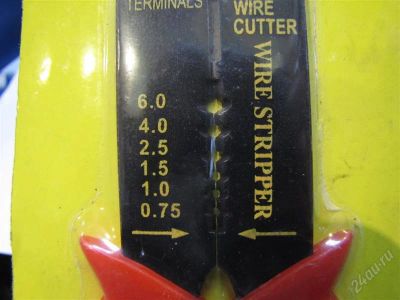 TERMINALS
WIRE
CUTTER
6.0
4.0
2.5
1.5
1.0
0.75
WIRE STRIPPER
24au.ru